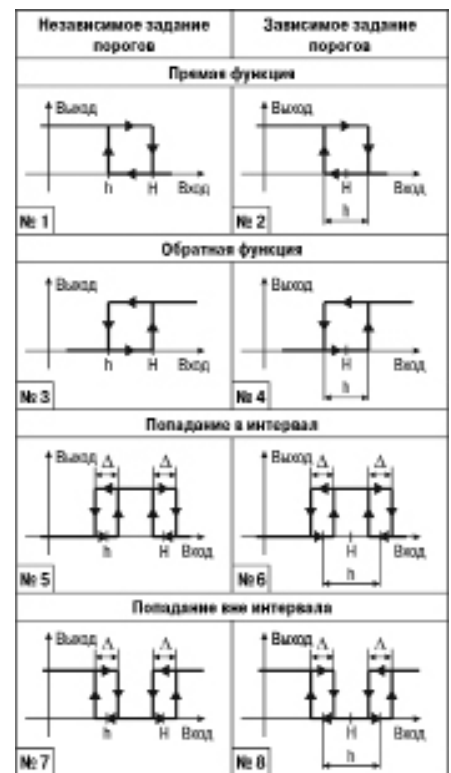 Независимое задание порогов
Зависимое задание порогов
Прямая функция
Выход
h
H
Вход
№ 1
Выход
H
Вход
h
№ 2
Обратная функция
Выход
h
H
Вход
№ 3
Выход
H
Вход
h
№ 4
Попадание в интервал
Выход
Δ
Δ
h
H
Вход
№ 5
Выход
Δ
Δ
H
Вход
h
№ 6
Попадание вне интервала
Выход
Δ
Δ
h
H
Вход
№ 7
Выход
Δ
Δ
H
Вход
h
№ 8